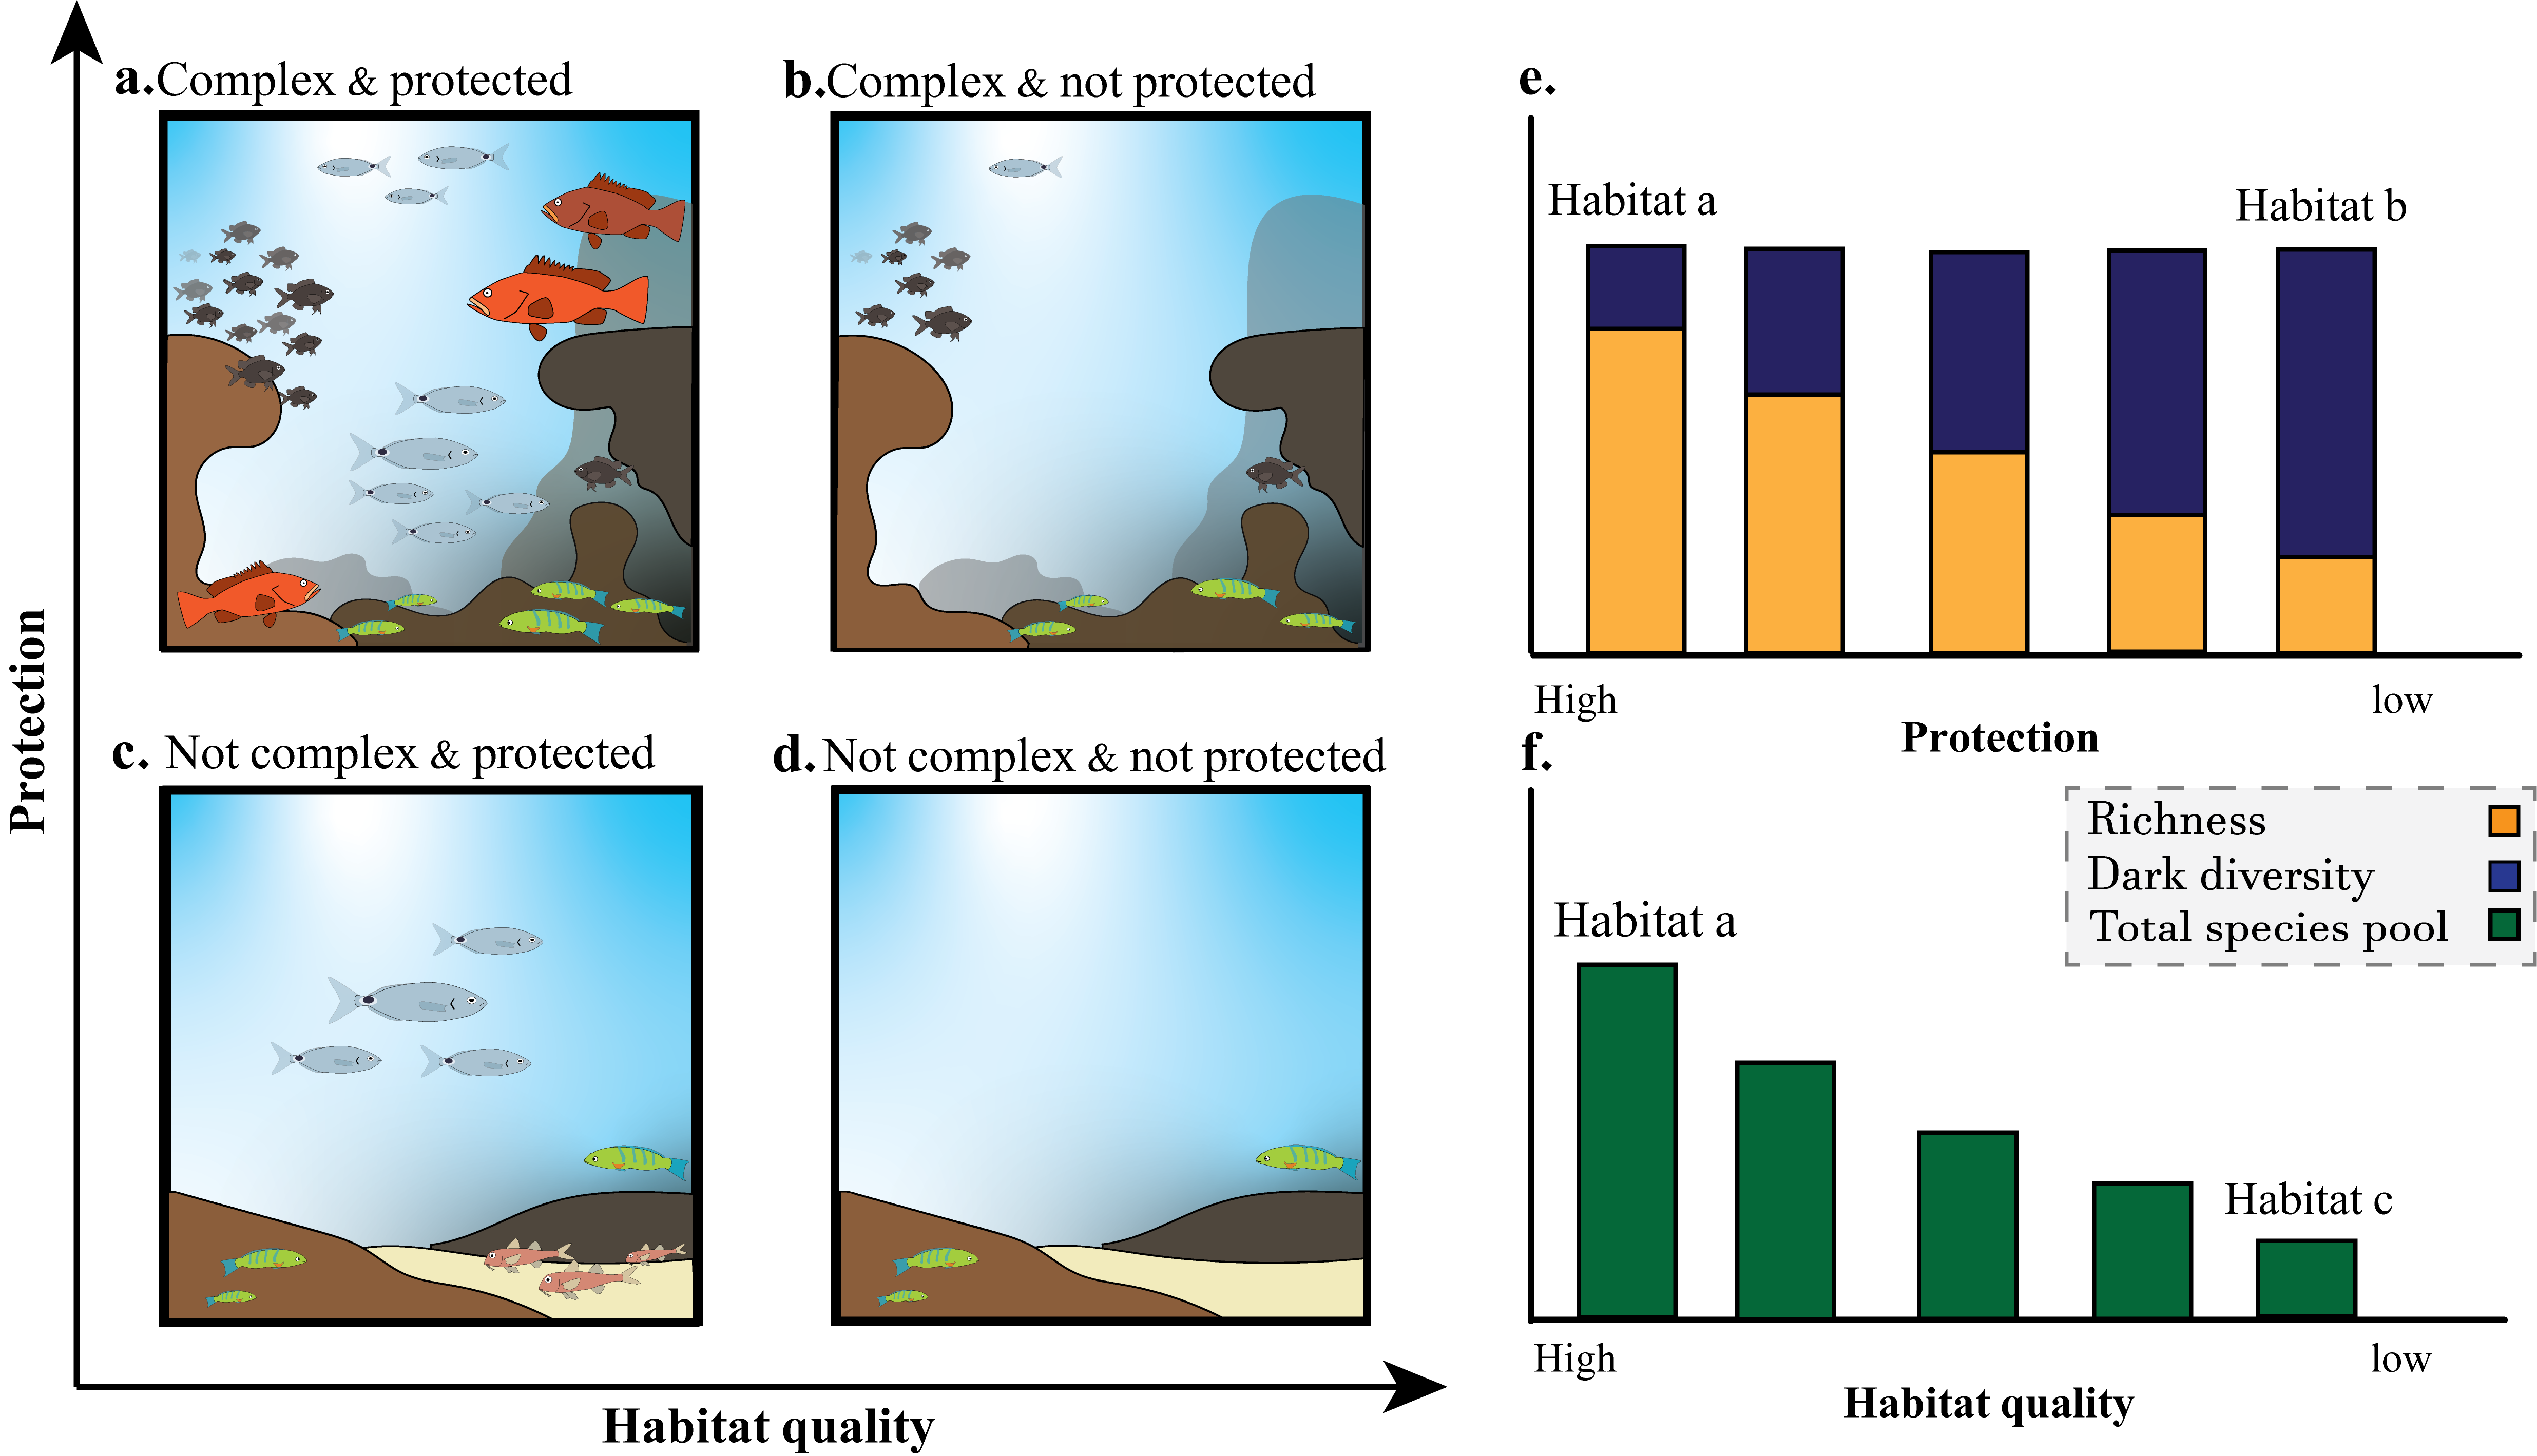 a. Complex & protected
b. Complex & not protected
c. Not complex & protected
d. Not complex & not protected
Protection
Habitat quality
e.
Habitat a
Habitat b
High
low
Protection
f.
Richness
Dark diversity
Total species pool
Habitat a
Habitat c
High
low
Habitat quality